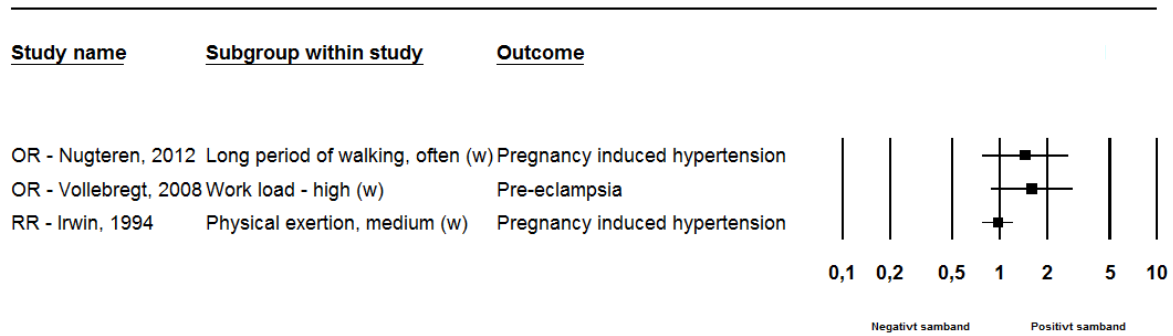 Study name Subgroup within study Outcome
OR - Nugteren, 2012 Long period of walking, often (w) Pregnancy induced hypertension
OR - Vollebregt, 2008 Work load - high (w) Pre-eclampsia
RR - Irwin, 1994 Physical exertion, medium (w) Pregnancy induced hypertension
0,1 0,2 0,5 1 2 5 10
Negativt samband Positivt samband